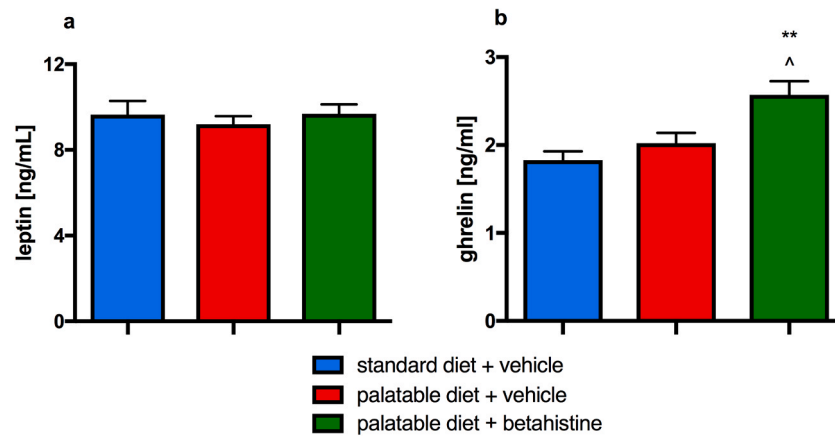 a
leptin [ng/mL]
12
8
4
0
b
**
^
ghrelin [ng/ml]
3
2
1
0
standard diet + vehicle
palatable diet + vehicle
palatable diet + betahistine